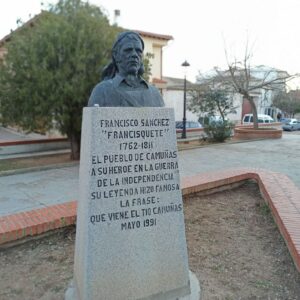 FRANCISCO SANCHEZ
"FRANCISQUETE"
1762-1811
EL PUEBLO DE CAMUÑAS
A SU HEROE EN LA GUERRA
DE LA INDEPENDENCIA
SU LEYENDA HIZO FAMOSA
LA FRASE:
QUE VIENE EL TIO CAMUÑAS
MAYO 1991